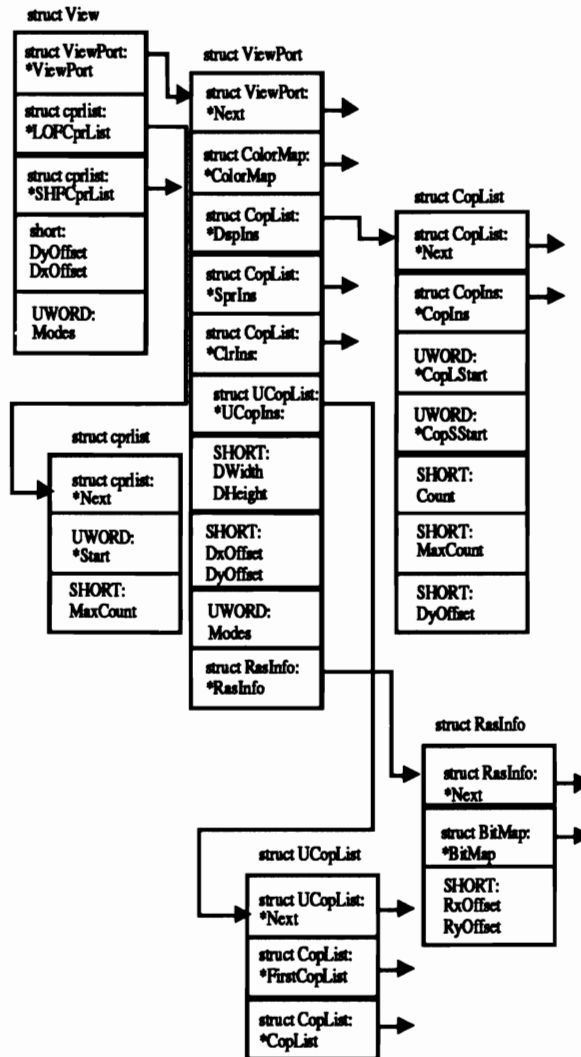 struct View
struct ViewPort:
*ViewPort
struct cprlist:
*LOFCprList
struct cprlist:
*SHFCprList
short:
DyOffset
DxOffset
UWORD:
Modes
struct ViewPort
struct ViewPort:
*Next
struct ColorMap:
*ColorMap
struct CopList:
*DspIns
struct CopList:
*SprIns
struct CopList:
*ClrIns:
struct UCopList:
*UCopIns:
SHORT:
DWidth
DHeight
SHORT:
DxOffset
DyOffset
UWORD:
Modes
struct RasInfo:
*RasInfo
struct CopList
struct CopList:
*Next
struct CopIns:
*CopIns
UWORD:
*CopLStart
UWORD:
*CopSStart
SHORT:
Count
SHORT:
MaxCount
SHORT:
DyOffset
struct cprlist
struct cprlist:
*Next
UWORD:
*Start
SHORT:
MaxCount
struct RasInfo
struct RasInfo:
*Next
struct BitMap:
*BitMap
SHORT:
RxOffset
RyOffset
struct UCopList
struct UCopList:
*Next
struct CopList:
*FirstCopList
struct CopList:
*CopList